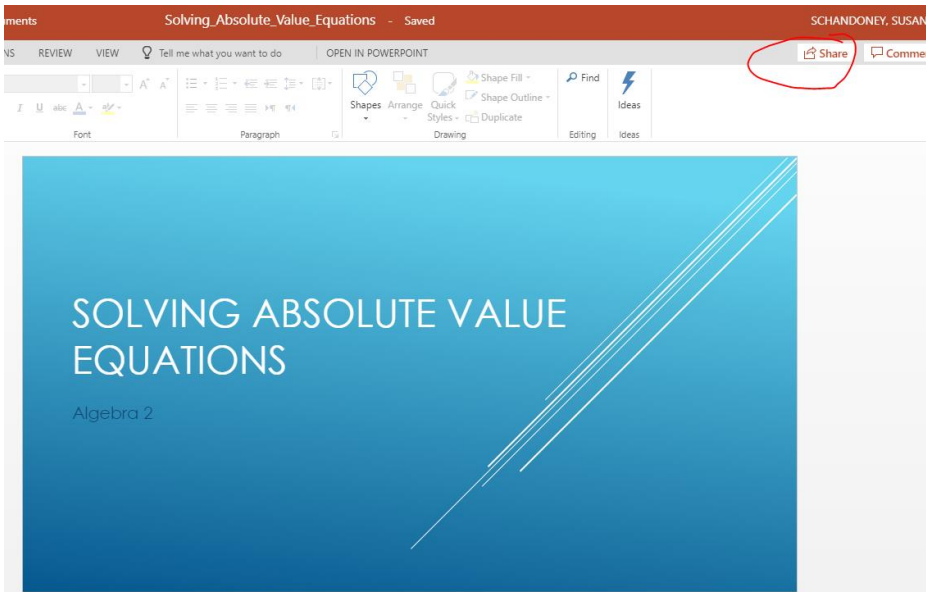 uments Solving_Absolute_Value_Equations - Saved SCHANDONEY, SUSAN
NS REVIEW VIEW Tell me what you want to do OPEN IN POWERPOINT Share Comme
A A
Shape Fill
Find
Shape Outline
I U abc A
Shapes Arrange Quick Styles Duplicate Ideas
Font Paragraph Drawing Editing Ideas
SOLVING ABSOLUTE VALUE
EQUATIONS
Algebra 2